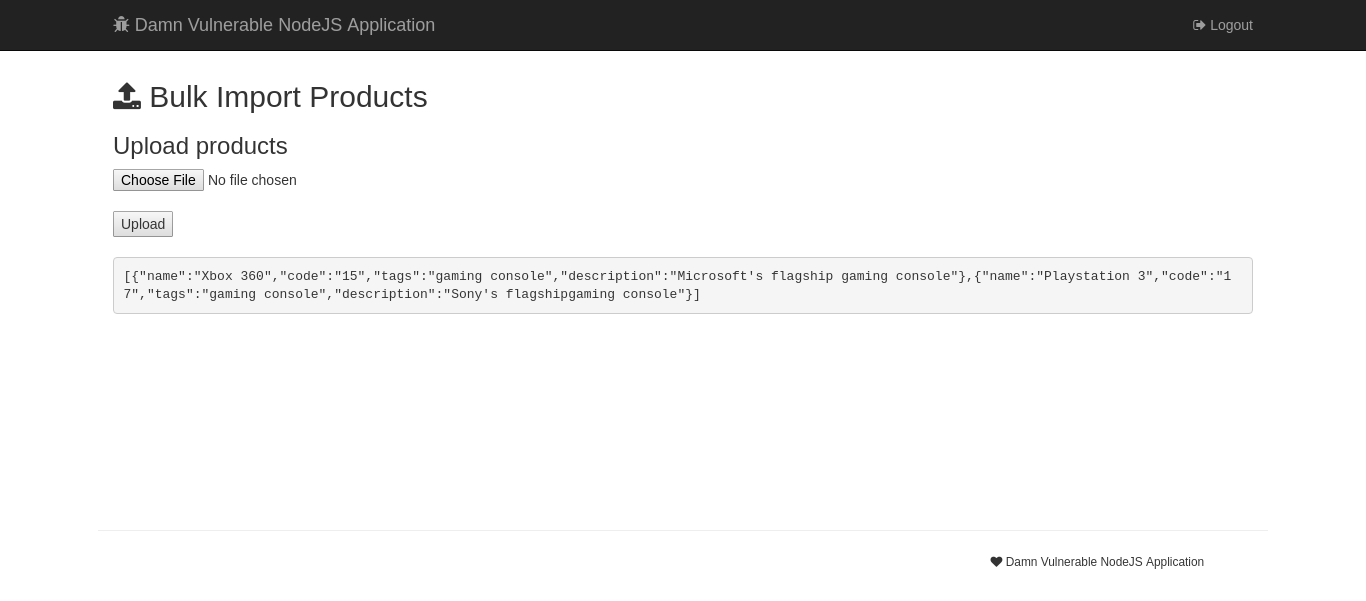 Damn Vulnerable NodeJS Application
Logout
Bulk Import Products
Upload products
Choose File No file chosen
Upload
[{"name":"Xbox 360","code":"15","tags":"gaming console","description":"Microsoft's flagship gaming console"},{"name":"Playstation 3","code":"1
7","tags":"gaming console","description":"Sony's flagshipgaming console"}]
Damn Vulnerable NodeJS Application